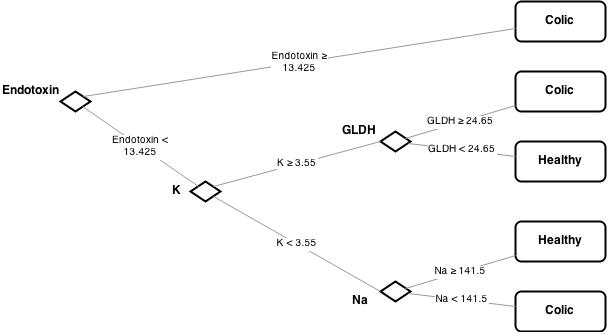 Colic
Endotoxin ≥
13.425
Endotoxin
Colic
GLDH ≥ 24.65
GLDH
Endotoxin <
13.425
GLDH < 24.65
Healthy
K ≥ 3.55
K
K < 3.55
Healthy
Na ≥ 141.5
Na
Na < 141.5
Colic